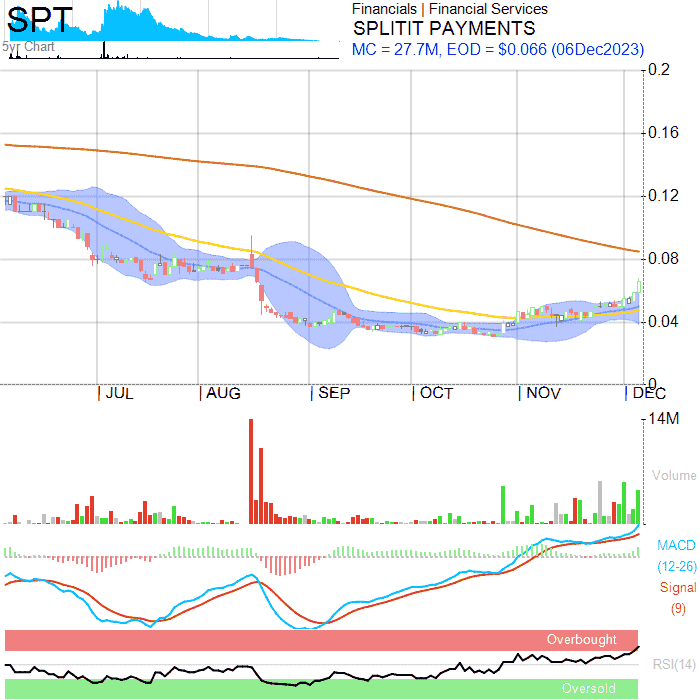 SPT
5yr Chart
Financials | Financial Services
SPLITIT PAYMENTS
MC = 27.7M, EOD = $0.066 (06Dec2023)
0.2
0.16
0.12
0.08
0.04
0
JUL
AUG
SEP
OCT
NOV
DEC
14M
Volume
MACD
(12-26)
Signal
(9)
Overbought
RSI(14)
Oversold